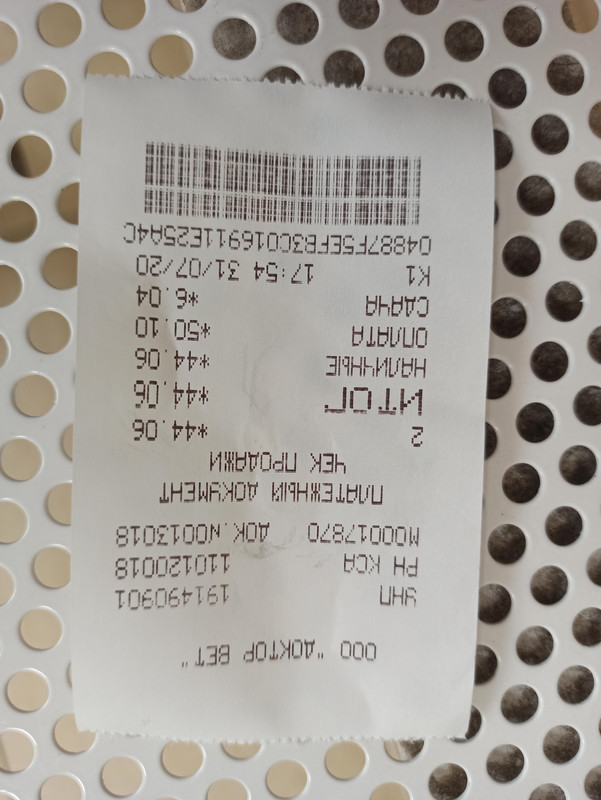 ООО "ДОКТОР ВЕТ"
УНП 191490901
РН КСА 110120018
М00017870 ДОК.N0013018
ПЛАТЕЖНЫЙ ДОКУМЕНТ
ЧЕК ПРОДАЖИ
2 *44.06
ИТОГ *44.06
НАЛИЧНЫЕ *44.06
ОПЛАТА *50.10
СДАЧА *6.04
К1 17:54 31/07/20
04887F5EFB3C016911E25A4C